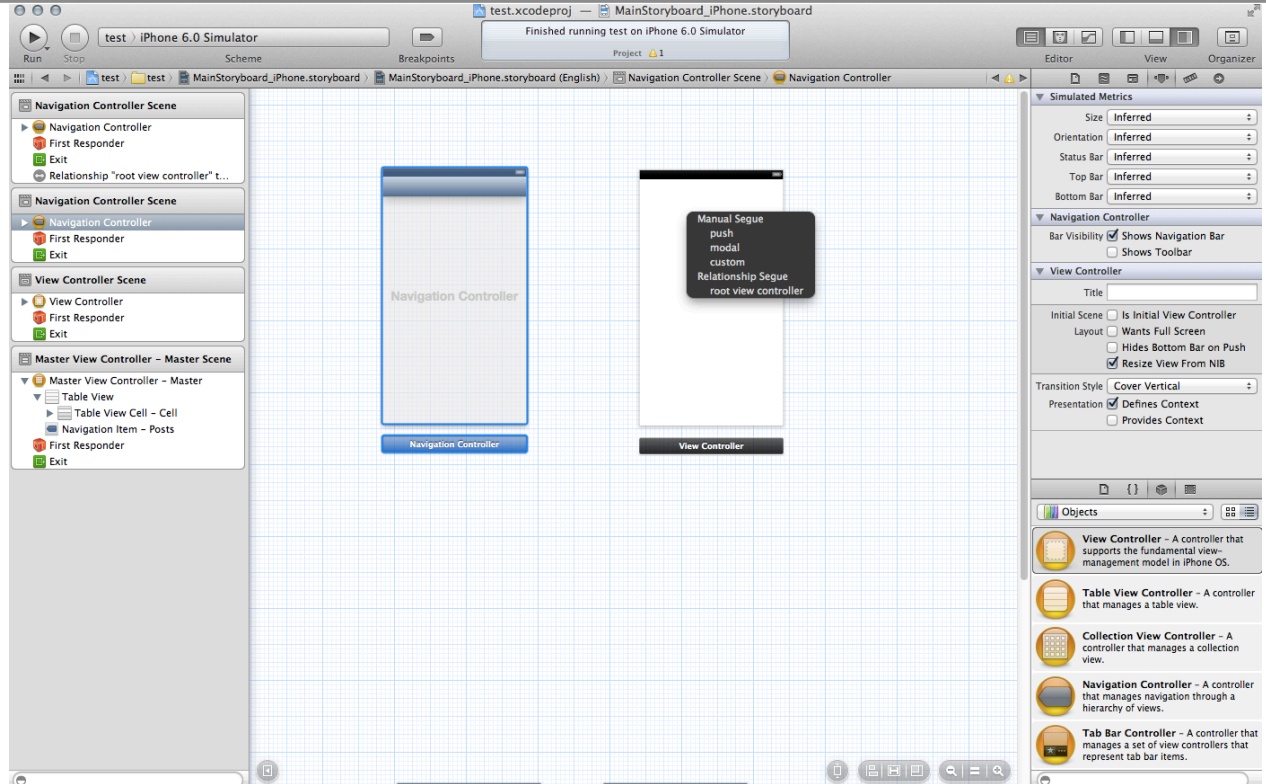 test.xcodeproj — MainStoryboard_iPhone.storyboard
Run
Stop
test 〉iPhone 6.0 Simulator
Scheme
Breakpoints
Finished running test on iPhone 6.0 Simulator
Project 1
Editor
View
Organizer
test 〉 test 〉 MainStoryboard_iPhone.storyboard 〉 MainStoryboard_iPhone.storyboard (English) 〉 Navigation Controller Scene 〉 Navigation Controller
Navigation Controller Scene
Navigation Controller
First Responder
Exit
Relationship "root view controller" t...
Navigation Controller Scene
Navigation Controller
First Responder
Exit
View Controller Scene
View Controller
First Responder
Exit
Master View Controller – Master Scene
Master View Controller – Master
Table View
Table View Cell – Cell
Navigation Item – Posts
First Responder
Exit
Navigation Controller
Navigation Controller
Manual Segue
push
modal
custom
Relationship Segue
root view controller
View Controller
Simulated Metrics
Size Inferred
Orientation Inferred
Status Bar Inferred
Top Bar Inferred
Bottom Bar Inferred
Navigation Controller
Bar Visibility Shows Navigation Bar
Shows Toolbar
View Controller
Title
Initial Scene Is Initial View Controller
Layout Wants Full Screen
Hides Bottom Bar on Push
Resize View From NIB
Transition Style Cover Vertical
Presentation Defines Context
Provides Context
{}
Objects
View Controller – A controller that
supports the fundamental view-
management model in iPhone OS.
Table View Controller – A controller
that manages a table view.
Collection View Controller – A
controller that manages a collection
view.
Navigation Controller – A controller
that manages navigation through a
hierarchy of views.
Tab Bar Controller – A controller that
manages a set of view controllers that
represent tab bar items.